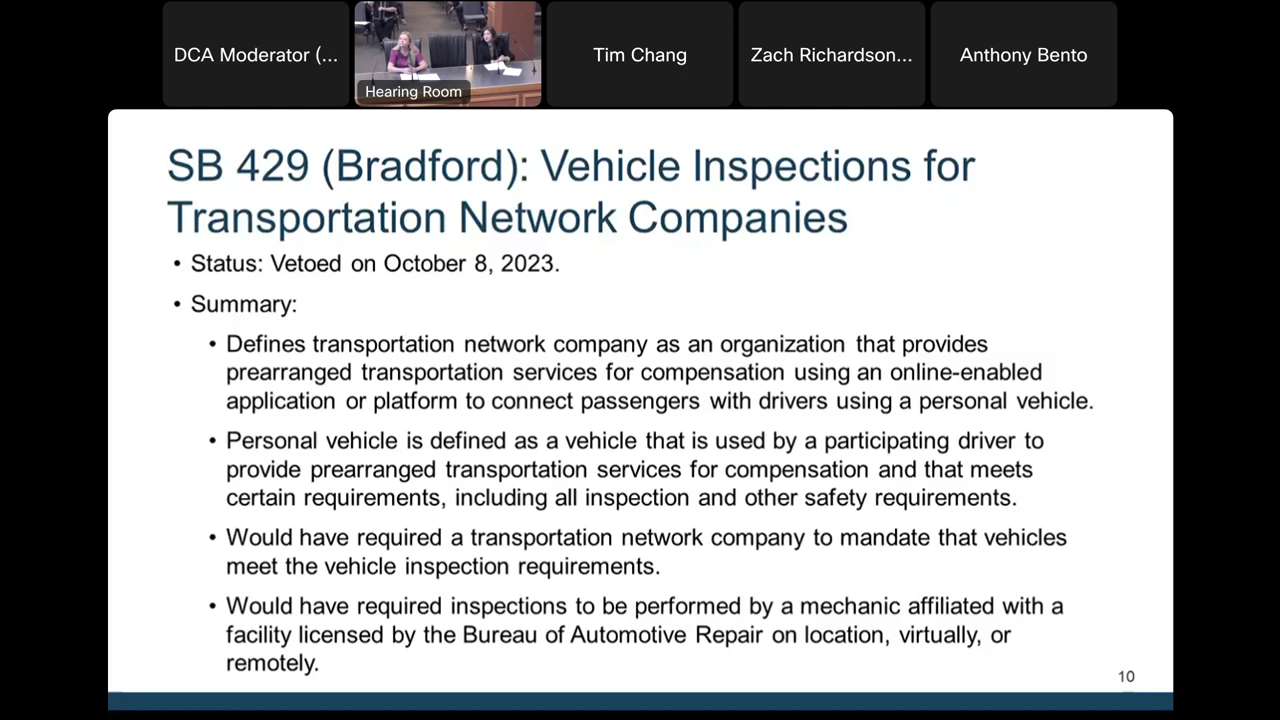 DCA Moderator (...
Hearing Room
Tim Chang
Zach Richardson...
Anthony Bento
SB 429 (Bradford): Vehicle Inspections for
Transportation Network Companies
• Status: Vetoed on October 8, 2023.
• Summary:
• Defines transportation network company as an organization that provides
prearranged transportation services for compensation using an online-enabled
application or platform to connect passengers with drivers using a personal vehicle.
• Personal vehicle is defined as a vehicle that is used by a participating driver to
provide prearranged transportation services for compensation and that meets
certain requirements, including all inspection and other safety requirements.
• Would have required a transportation network company to mandate that vehicles
meet the vehicle inspection requirements.
• Would have required inspections to be performed by a mechanic affiliated with a
facility licensed by the Bureau of Automotive Repair on location, virtually, or
remotely.
10